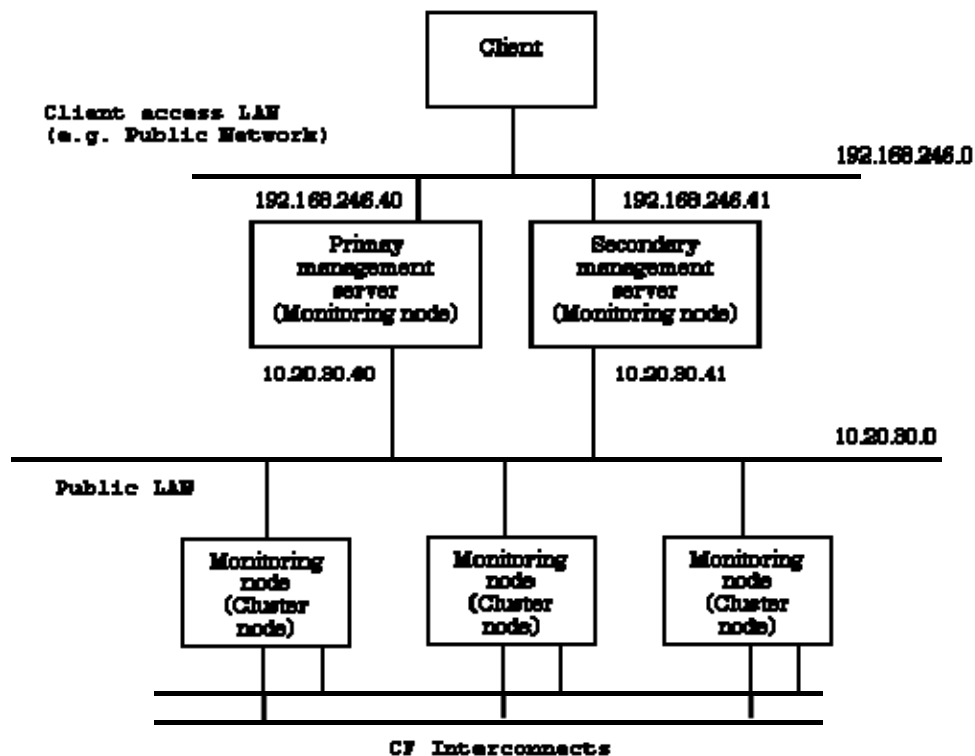 Client
Client access LAN
(e.g. Public Network)
192.168.246.0
192.168.246.40
192.168.246.41
Primay
management
server
(Monitoring node)
Secondary
management
server
(Monitoring node)
10.20.30.40
10.20.30.41
10.20.30.0
Public LAN
Monitoring
node
(Cluster
node)
Monitoring
node
(Cluster
node)
Monitoring
node
(Cluster
node)
CF Interconnects